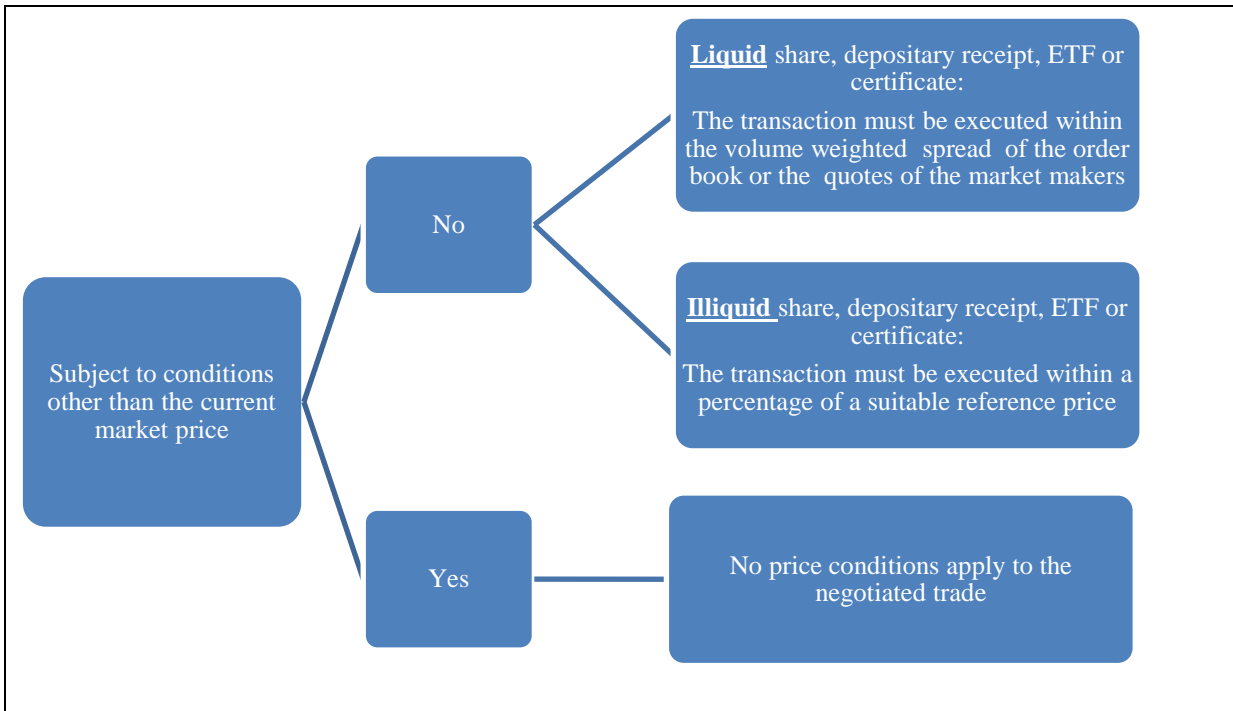 Liquid share, depositary receipt, ETF or
certificate:
The transaction must be executed within
the volume weighted spread of the order
book or the quotes of the market makers
No
Illiquid share, depositary receipt, ETF or
certificate:
The transaction must be executed within a
percentage of a suitable reference price
Subject to conditions
other than the current
market price
Yes
No price conditions apply to the
negotiated trade